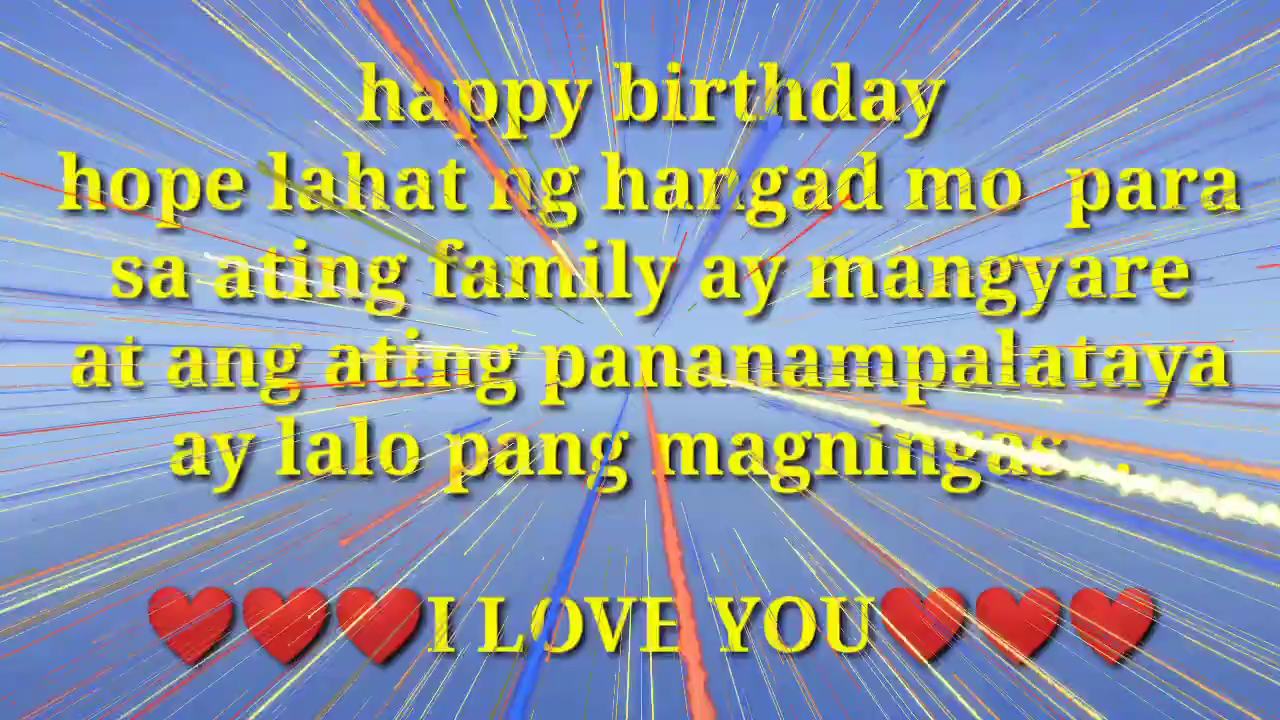 happy birthday
hope lahat ng hangad mo para
sa ating family ay mangyare
at ang ating pananampalataya
ay lalo pang magningas...
❤❤❤I LOVE YOU❤❤❤